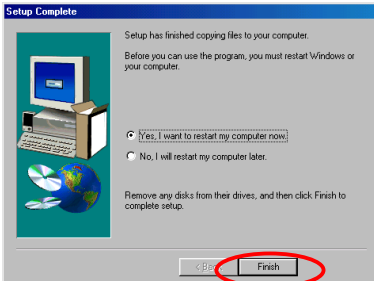 Setup Complete
Setup has finished copying files to your computer.
Before you can use the program, you must restart Windows or
your computer.
Yes, I want to restart my computer now.
No, I will restart my computer later.
Remove any disks from their drives, and then click Finish to
complete setup.
< Back Finish